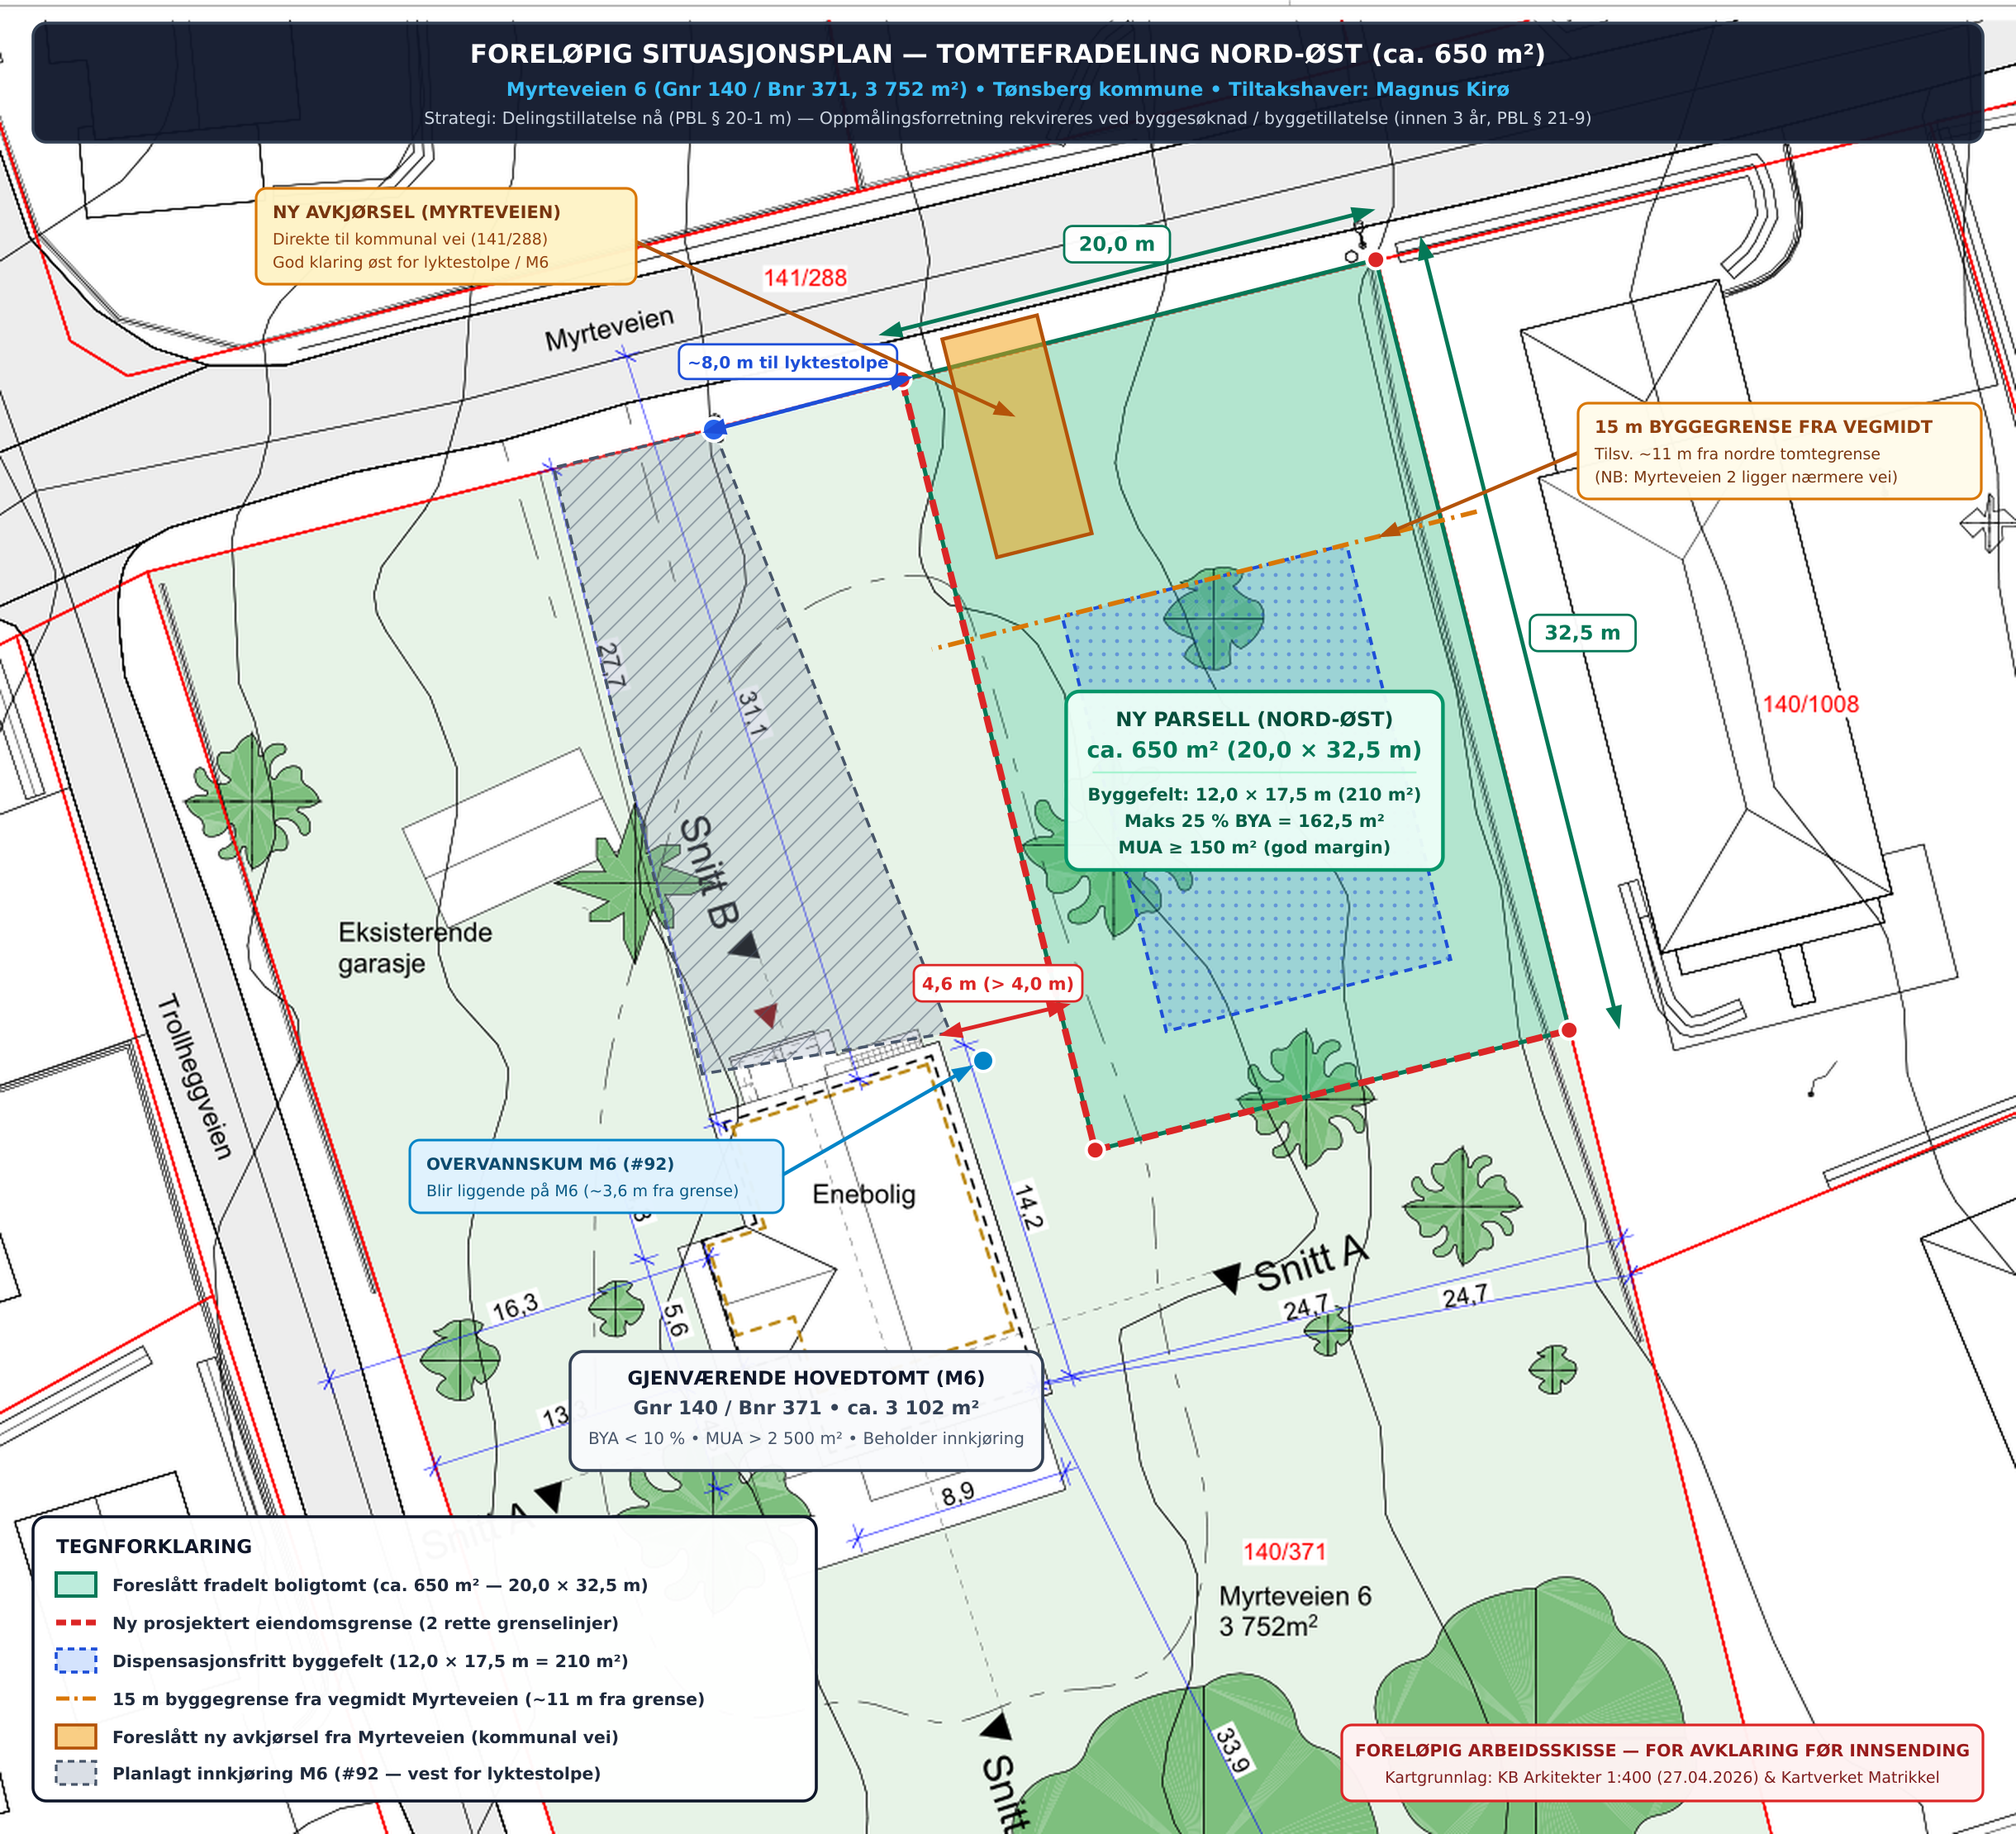 FORELØPIG SITUASJONSPLAN — TOMTEFRADELING NORD-ØST (ca. 650 m²)
Myrteveien 6 (Gnr 140 / Bnr 371, 3 752 m²) • Tønsberg kommune • Tiltakshaver: Magnus Kirø
Strategi: Delingstillatelse nå (PBL § 20-1 m) — Oppmålingsforretning rekvireres ved byggesøknad / byggetillatelse (innen 3 år, PBL § 21-9)
NY AVKJØRSEL (MYRTEVEIEN)
Direkte til kommunal vei (141/288)
God klaring øst for lyktestolpe / M6
20,0 m
141/288
Myrteveien
~8,0 m til lyktestolpe
15 m BYGGEGRENSE FRA VEGMIDT
Tilsv. ~11 m fra nordre tomtegrense
(NB: Myrteveien 2 ligger nærmere vei)
32,5 m
27,7
31,1
140/1008
NY PARSELL (NORD-ØST)
ca. 650 m² (20,0 × 32,5 m)
Byggefelt: 12,0 × 17,5 m (210 m²)
Maks 25 % BYA = 162,5 m²
MUA ≥ 150 m² (god margin)
Snitt B
Eksisterende
garasje
4,6 m (> 4,0 m)
Trollheggveien
OVERVANNSKUM M6 (#92)
Blir liggende på M6 (~3,6 m fra grense)
Enebolig
14,2
Snitt A
16,3
5,6
24,7
24,7
GJENVÆRENDE HOVEDTOMT (M6)
Gnr 140 / Bnr 371 • ca. 3 102 m²
BYA < 10 % • MUA > 2 500 m² • Beholder innkjøring
8,9
Snitt A
140/371
Myrteveien 6
3 752m²
33,9
Snitt
TEGNFORKLARING
Foreslått fradelt boligtomt (ca. 650 m² — 20,0 × 32,5 m)
Ny prosjektert eiendomsgrense (2 rette grenselinjer)
Dispensasjonsfritt byggefelt (12,0 × 17,5 m = 210 m²)
15 m byggegrense fra vegmidt Myrteveien (~11 m fra grense)
Foreslått ny avkjørsel fra Myrteveien (kommunal vei)
Planlagt innkjøring M6 (#92 — vest for lyktestolpe)
FORELØPIG ARBEIDSSKISSE — FOR AVKLARING FØR INNSENDING
Kartgrunnlag: KB Arkitekter 1:400 (27.04.2026) & Kartverket Matrikkel